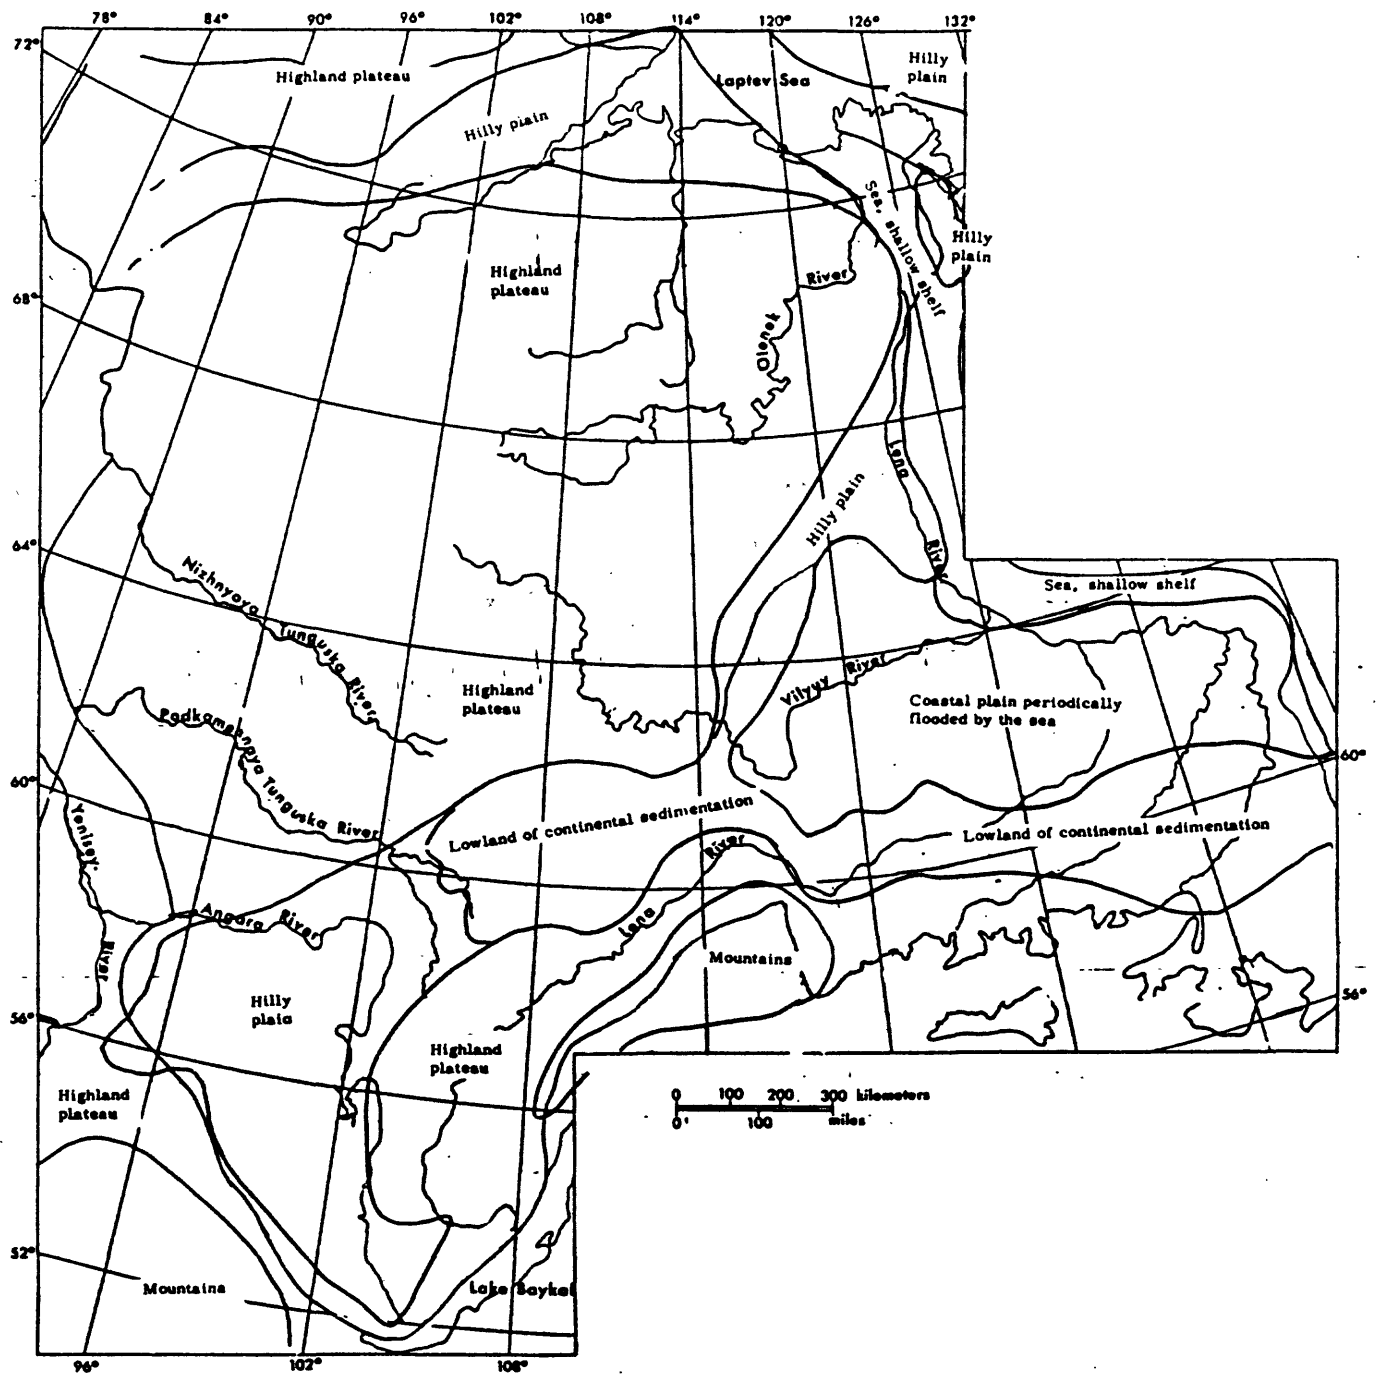 78° 84° 90° 96° 102° 108° 114° 120° 126° 132°
72°
Highland plateau
Laptev Sea
Hilly
plain
Hilly piain
Sea, shallow shelf
Hilly
plain
Highland
plateau
River
68°
Olenek
Lena
Hilly plain
64°
River
Nizhnyaya
Tunguska River
Sea, shallow shelf
Vilyuy River
Highland
plateau
Coastal plain periodically
flooded by the sea
Podkamennaya Tunguska River
60°
60°
Yenisey
River
Lowland of continental sedimentation
River
Lowland of continental sedimentation
Angara River
Lena
Mountains
Hilly
plaia
56°
56°
Highland
plateau
Highland
plateau
0 100 200 300 kilometers
0 100 miles
52°
Mountains
Lake Baykal
96° 102° 108°